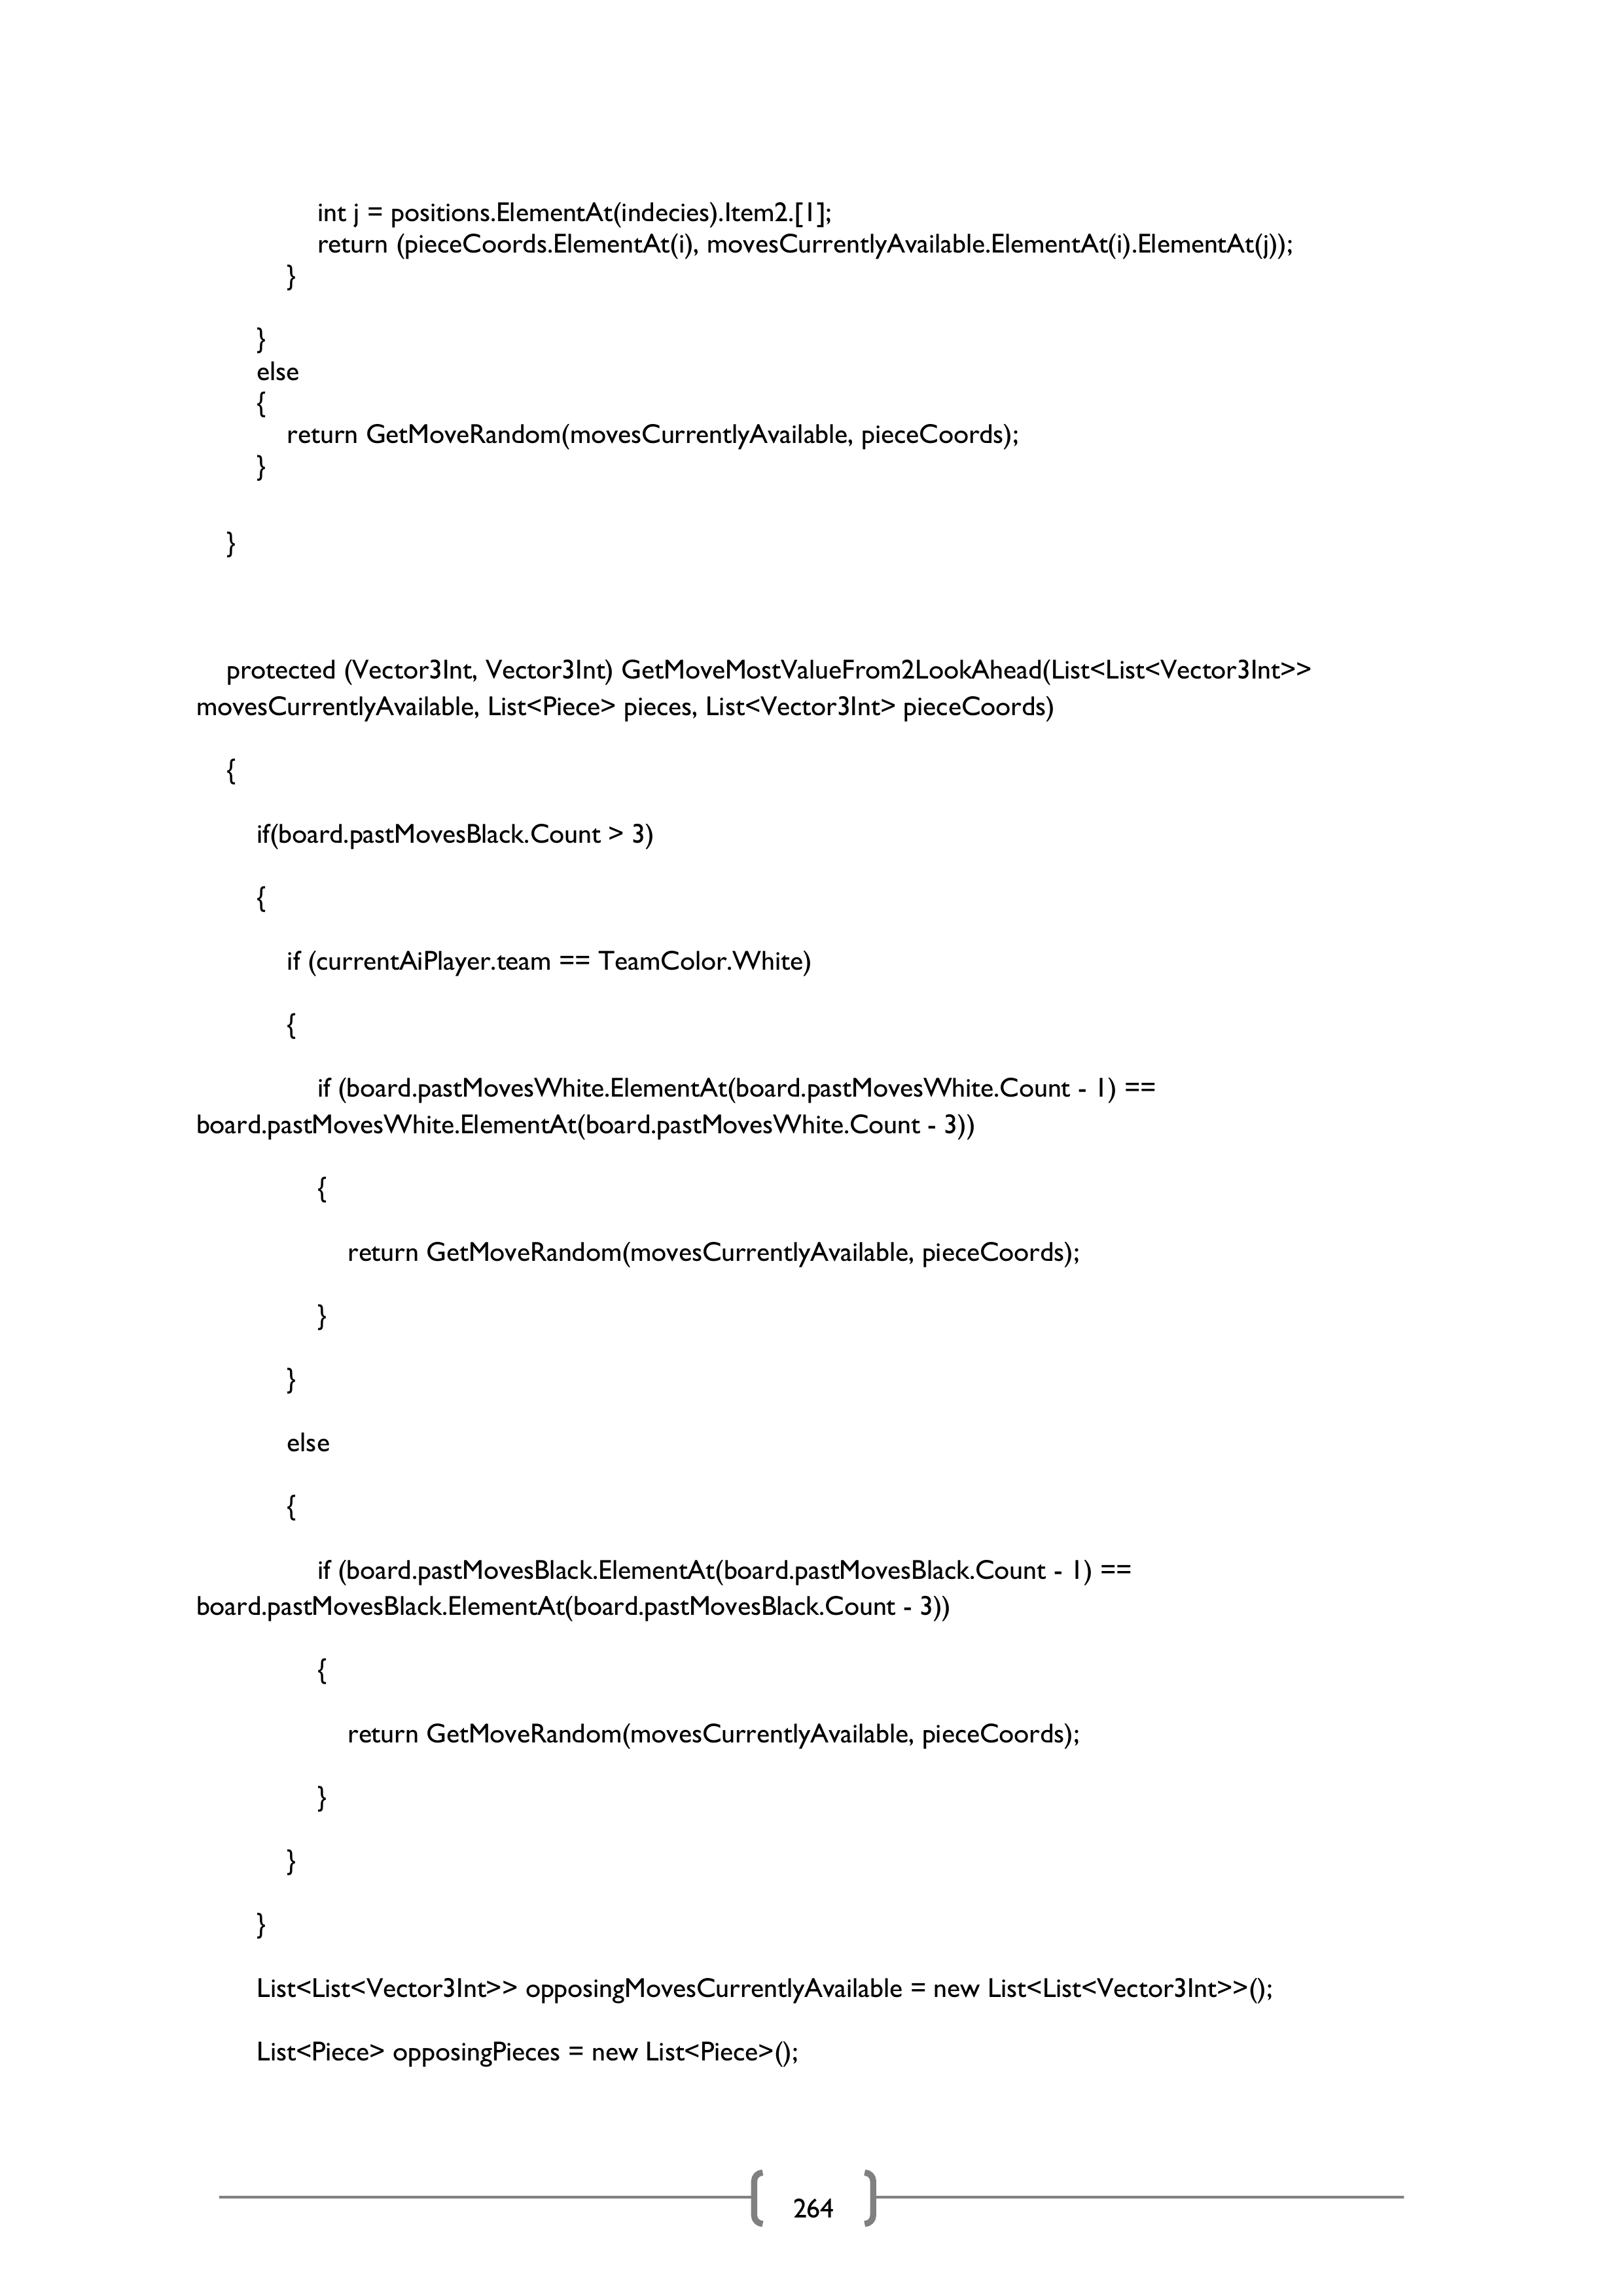 int j = positions.ElementAt(indecies).Item2.[1];
return (pieceCoords.ElementAt(i), movesCurrentlyAvailable.ElementAt(i).ElementAt(j));
}
}
else
{
return GetMoveRandom(movesCurrentlyAvailable, pieceCoords);
}
}
protected (Vector3Int, Vector3Int) GetMoveMostValueFrom2LookAhead(List<List<Vector3Int>>
movesCurrentlyAvailable, List<Piece> pieces, List<Vector3Int> pieceCoords)
{
if(board.pastMovesBlack.Count > 3)
{
if (currentAiPlayer.team == TeamColor.White)
{
if (board.pastMovesWhite.ElementAt(board.pastMovesWhite.Count - 1) ==
board.pastMovesWhite.ElementAt(board.pastMovesWhite.Count - 3))
{
return GetMoveRandom(movesCurrentlyAvailable, pieceCoords);
}
}
else
{
if (board.pastMovesBlack.ElementAt(board.pastMovesBlack.Count - 1) ==
board.pastMovesBlack.ElementAt(board.pastMovesBlack.Count - 3))
{
return GetMoveRandom(movesCurrentlyAvailable, pieceCoords);
}
}
}
List<List<Vector3Int>> opposingMovesCurrentlyAvailable = new List<List<Vector3Int>>();
List<Piece> opposingPieces = new List<Piece>();
264